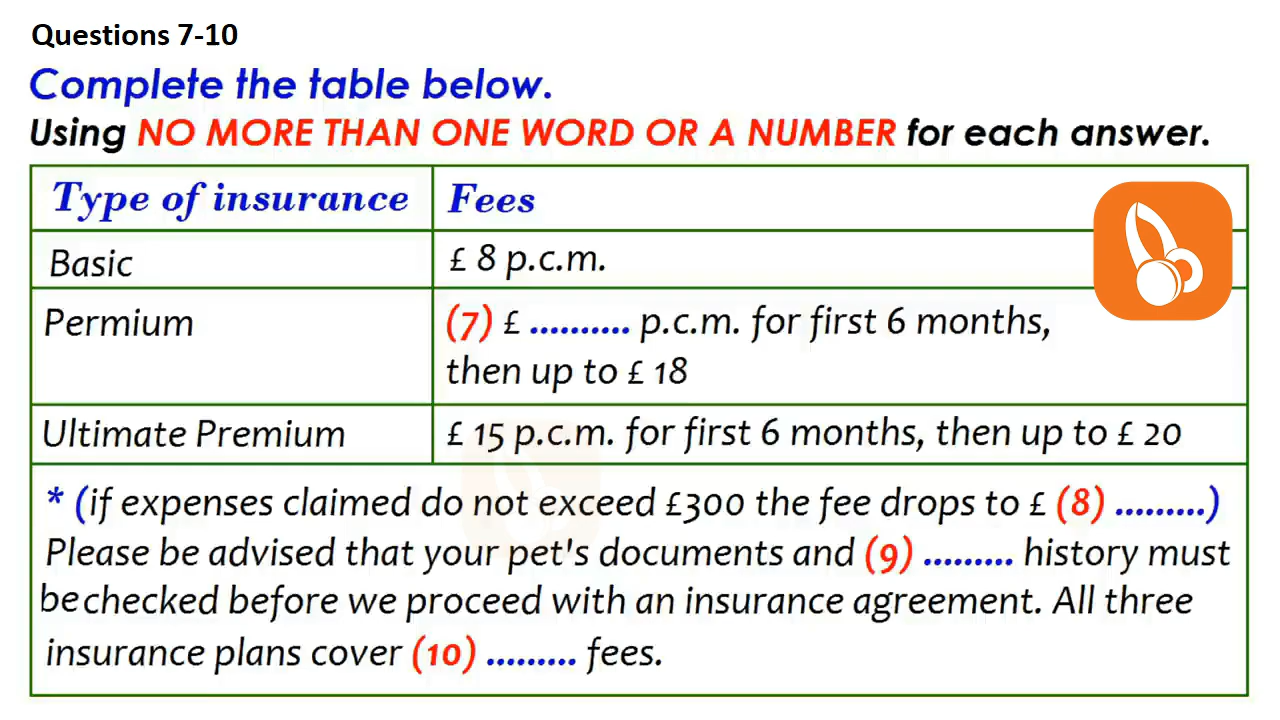 Questions 7-10
Complete the table below.
Using NO MORE THAN ONE WORD OR A NUMBER for each answer.
Type of insurance Fees
Basic £ 8 p.c.m.
Permium (7) £ .......... p.c.m. for first 6 months,
then up to £ 18
Ultimate Premium £ 15 p.c.m. for first 6 months, then up to £ 20
* (if expenses claimed do not exceed £300 the fee drops to £ (8) .........)
Please be advised that your pet's documents and (9) ......... history must
be checked before we proceed with an insurance agreement. All three
insurance plans cover (10) ......... fees.